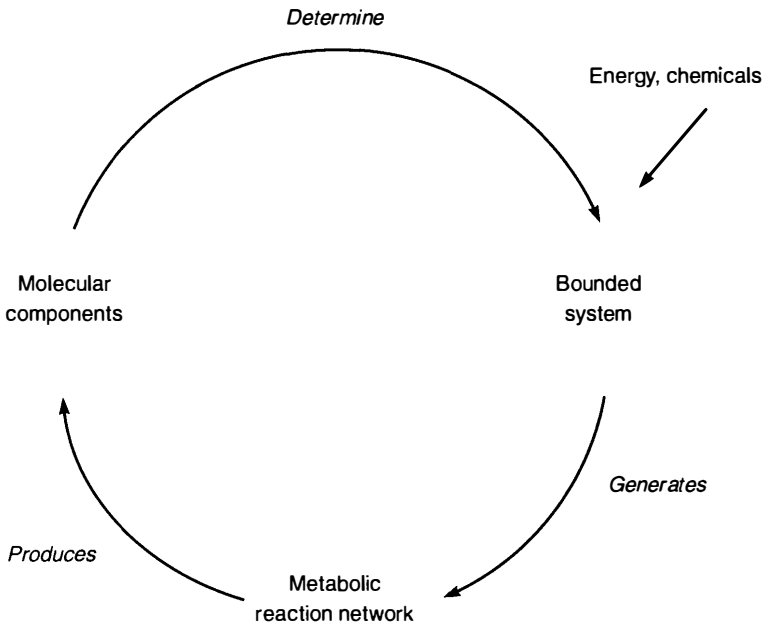 Determine
Energy, chemicals
Molecular
components
Bounded
system
Generates
Produces
Metabolic
reaction network